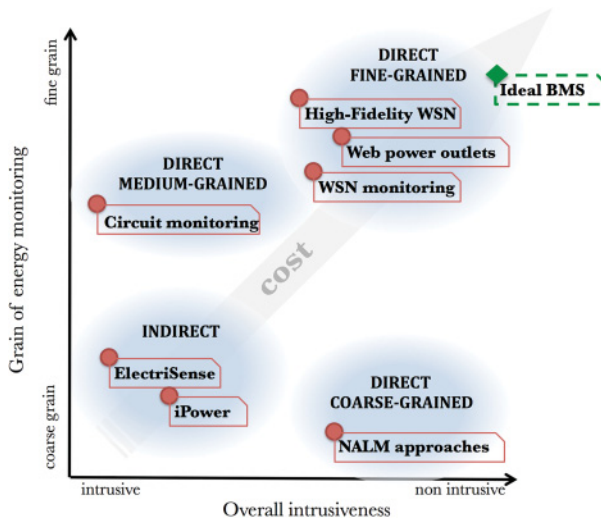 fine grain
Grain of energy monitoring
coarse grain
DIRECT
FINE-GRAINED
Ideal BMS
High-Fidelity WSN
Web power outlets
WSN monitoring
DIRECT
MEDIUM-GRAINED
Circuit monitoring
cost
INDIRECT
ElectriSense
iPower
DIRECT
COARSE-GRAINED
NALM approaches
intrusive
non intrusive
Overall intrusiveness